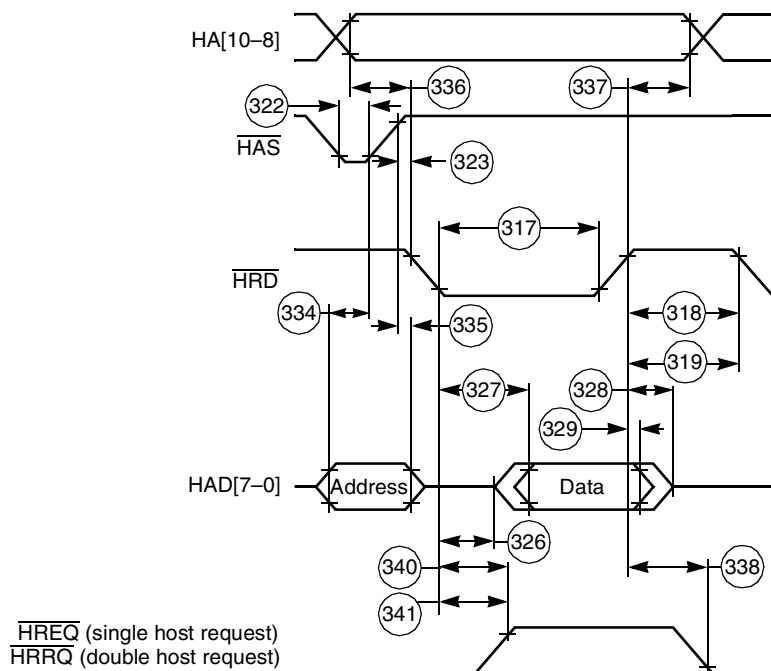 HA[10–8]
336
337
322
HAS
323
317
HRD
334
335
318
327
328
319
329
HAD[7–0]
Address
Data
326
340
338
341
HREQ (single host request)
HRRQ (double host request)